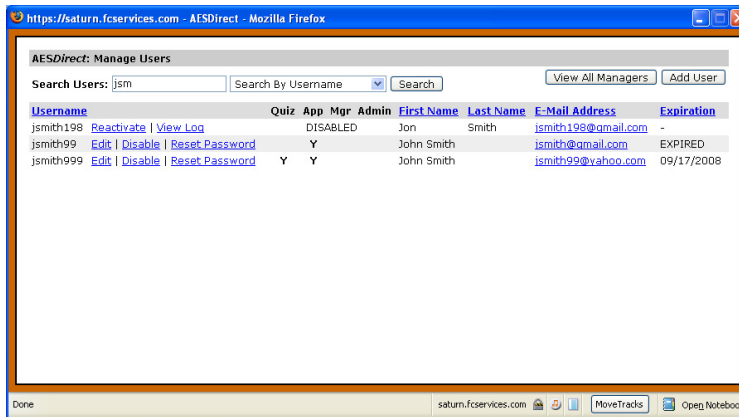 https://saturn.fcservices.com - AESDirect - Mozilla Firefox
AESDirect: Manage Users
Search Users: jsm Search By Username Search View All Managers Add User
Username Quiz App Mgr Admin First Name Last Name E-Mail Address Expiration
jsmith198 Reactivate | View Log DISABLED Jon Smith jsmith198@gmail.com -
jsmith99 Edit | Disable | Reset Password Y John Smith jsmith@gmail.com EXPIRED
jsmith999 Edit | Disable | Reset Password Y Y John Smith jsmith99@yahoo.com 09/17/2008
Done saturn.fcservices.com MoveTracks Open Noteboo